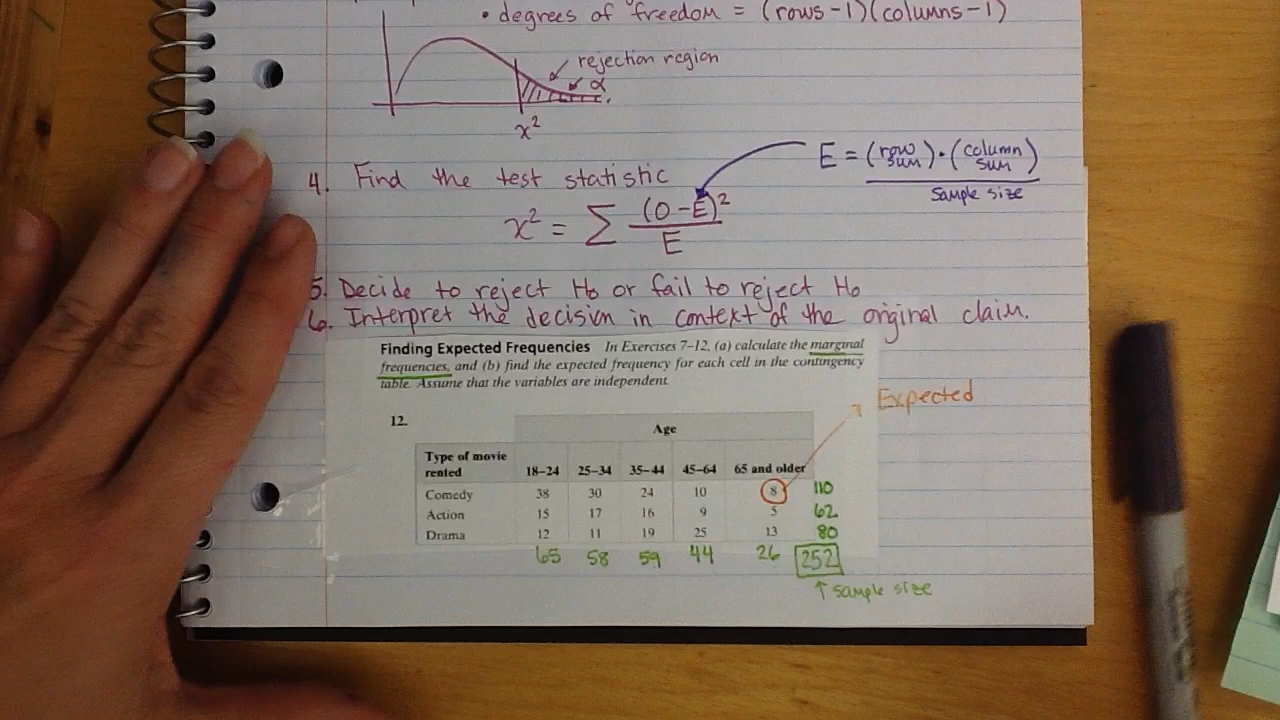 • degrees of freedom = (rows-1)(columns-1)
rejection region
α
x²
E = (row sum)·(column sum)
sample size
4. Find the test statistic
x² = Σ (O-E)²
E
5. Decide to reject H₀ or fail to reject H₀
6. Interpret the decision in context of the original claim.
Finding Expected Frequencies In Exercises 7–12, (a) calculate the marginal
frequencies, and (b) find the expected frequency for each cell in the contingency
table. Assume that the variables are independent.
Expected
12.
Age
Type of movie
rented 18–24 25–34 35–44 45–64 65 and older
Comedy 38 30 24 10 8 110
Action 15 17 16 9 5 62
Drama 12 11 19 25 13 80
65 58 59 44 26 252
↑ sample size